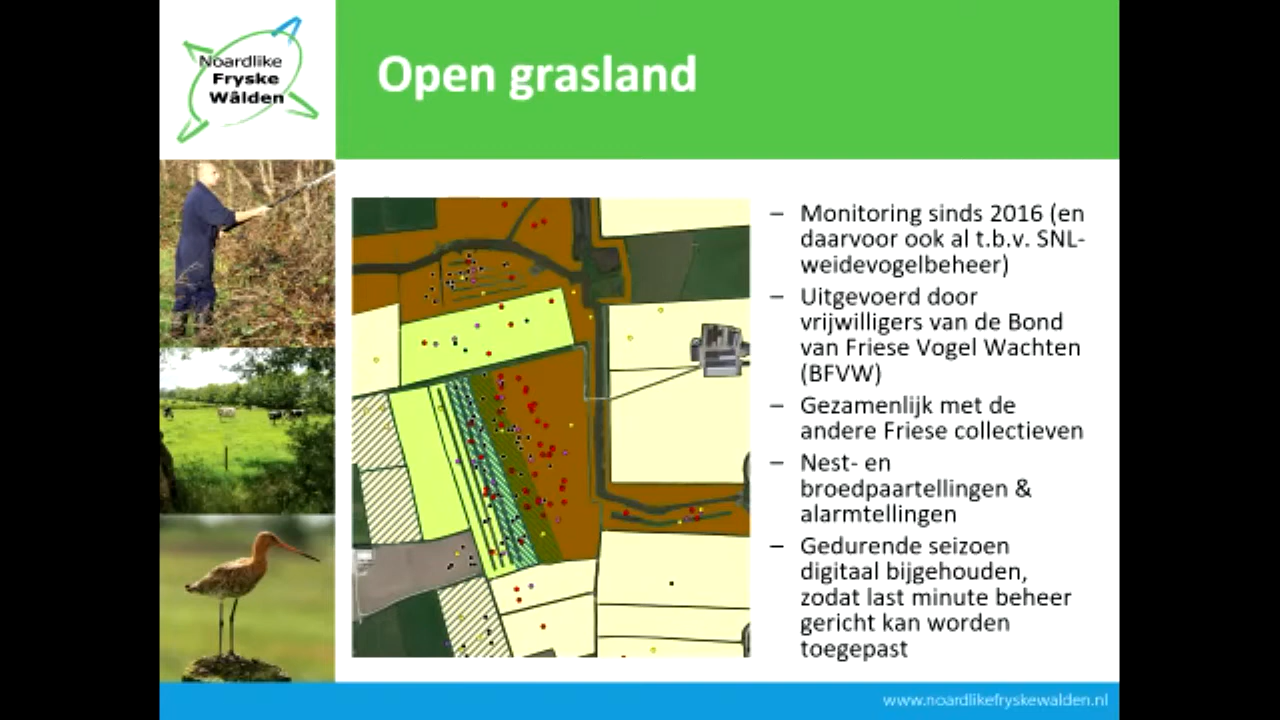 Noardlike
Fryske
Wâlden
Open grasland
– Monitoring sinds 2016 (en
daarvoor ook al t.b.v. SNL-
weidevogelbeheer)
– Uitgevoerd door
vrijwilligers van de Bond
van Friese Vogel Wachten
(BFVW)
– Gezamenlijk met de
andere Friese collectieven
– Nest- en
broedpaartellingen &
alarmtellingen
– Gedurende seizoen
digitaal bijgehouden,
zodat last minute beheer
gericht kan worden
toegepast
www.noardlikefryskewalden.nl